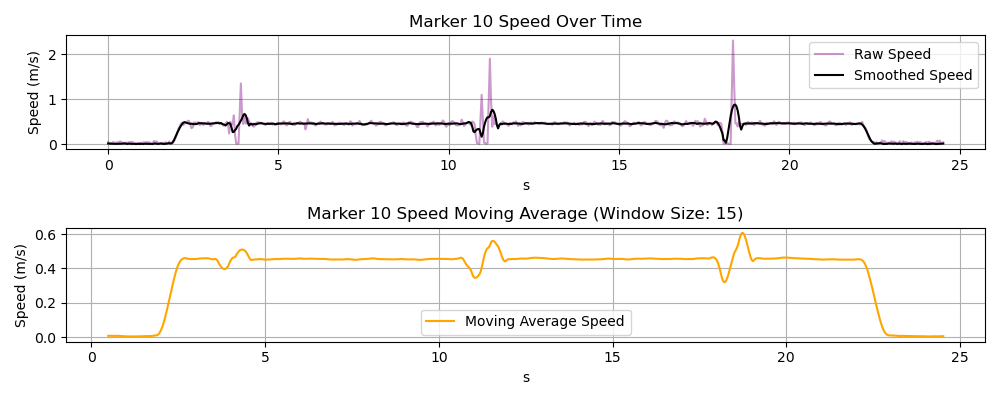 Marker 10 Speed Over Time
Speed (m/s)
2
1
0
Raw Speed
Smoothed Speed
0 5 10 15 20 25
s
Marker 10 Speed Moving Average (Window Size: 15)
Speed (m/s)
0.6
0.4
0.2
0.0
Moving Average Speed
0 5 10 15 20 25
s